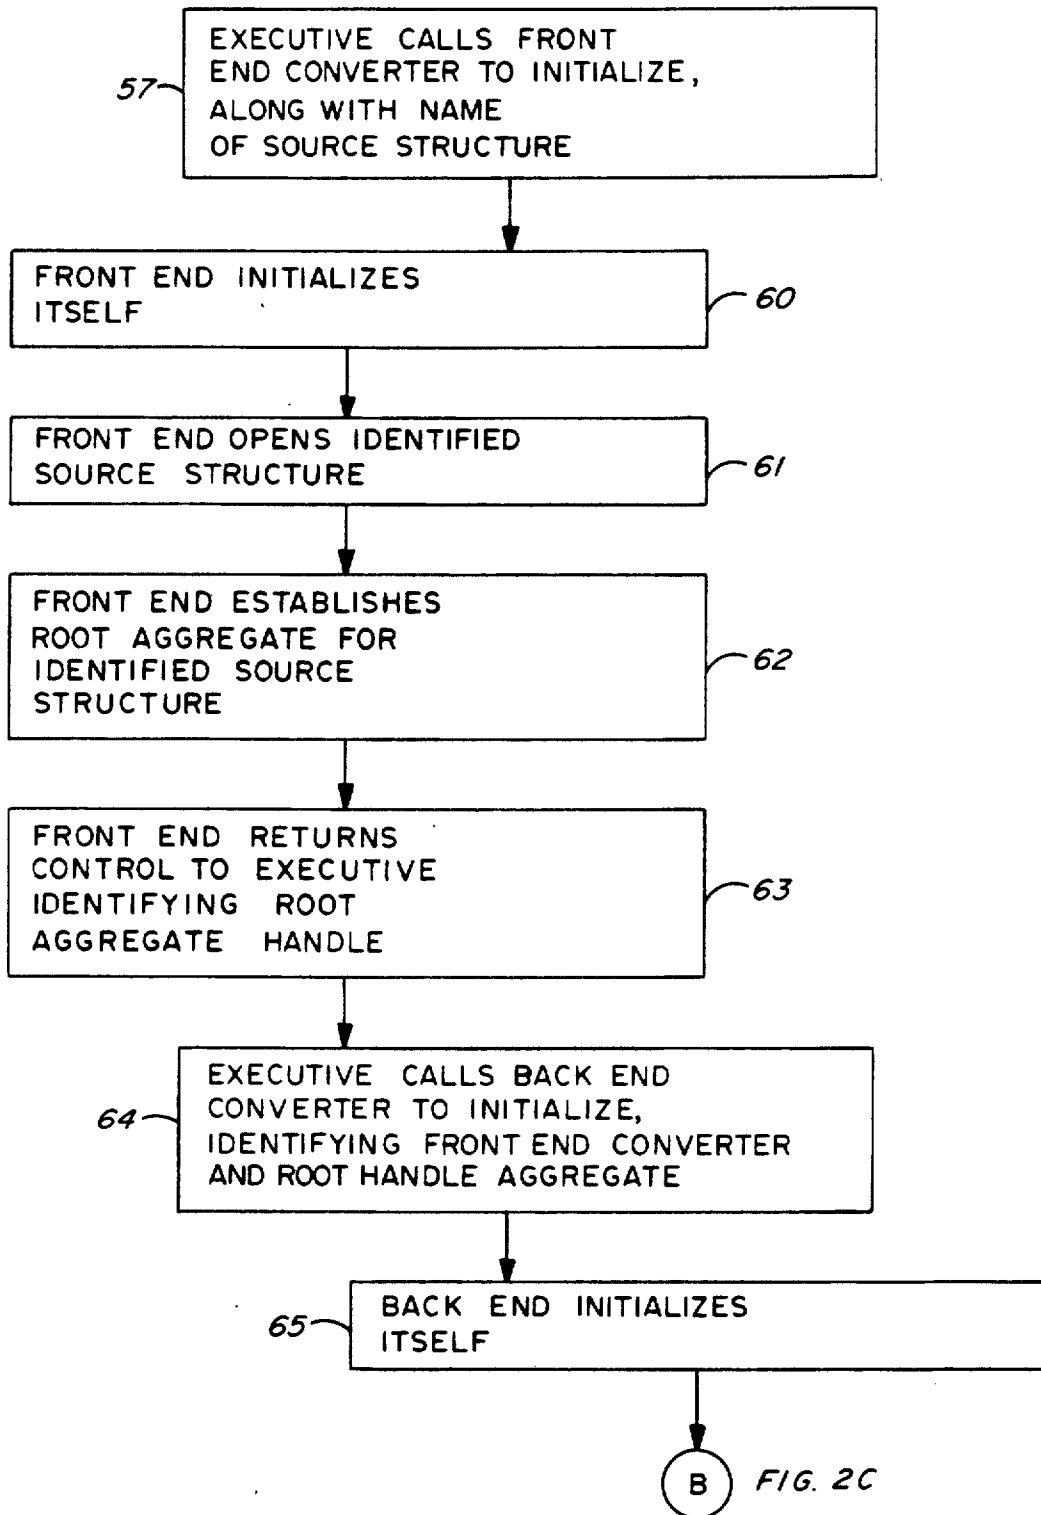 EXECUTIVE CALLS FRONT
END CONVERTER TO INITIALIZE,
ALONG WITH NAME
OF SOURCE STRUCTURE
57
FRONT END INITIALIZES
ITSELF
60
FRONT END OPENS IDENTIFIED
SOURCE STRUCTURE
61
FRONT END ESTABLISHES
ROOT AGGREGATE FOR
IDENTIFIED SOURCE
STRUCTURE
62
FRONT END RETURNS
CONTROL TO EXECUTIVE
IDENTIFYING ROOT
AGGREGATE HANDLE
63
EXECUTIVE CALLS BACK END
CONVERTER TO INITIALIZE,
IDENTIFYING FRONT END CONVERTER
AND ROOT HANDLE AGGREGATE
64
BACK END INITIALIZES
ITSELF
65
B FIG. 2C